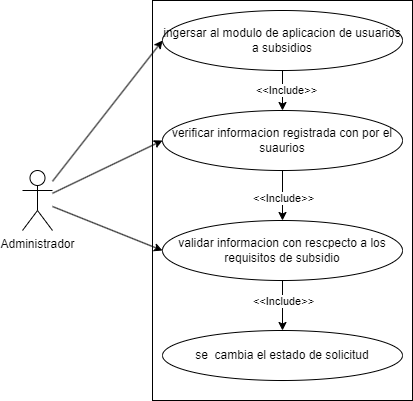 ingersar al modulo de aplicacion de usuarios
a subsidios
<<Include>>
verificar informacion registrada con por el
suaurios
<<Include>>
Administrador
validar informacion con rescpecto a los
requisitos de subsidio
<<Include>>
se cambia el estado de solicitud